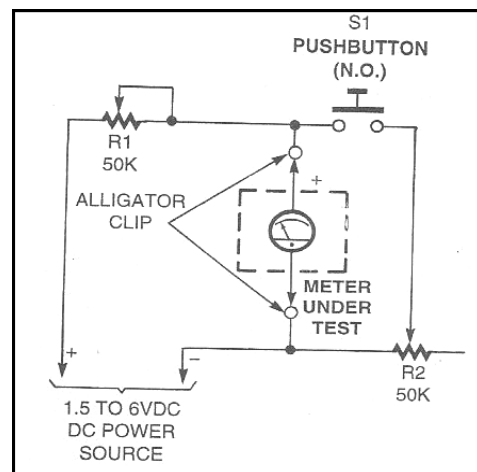 S1
PUSHBUTTON
(N.O.)
R1
50K
ALLIGATOR
CLIP
+
METER
UNDER
TEST
+
−
R2
50K
1.5 TO 6VDC
DC POWER
SOURCE